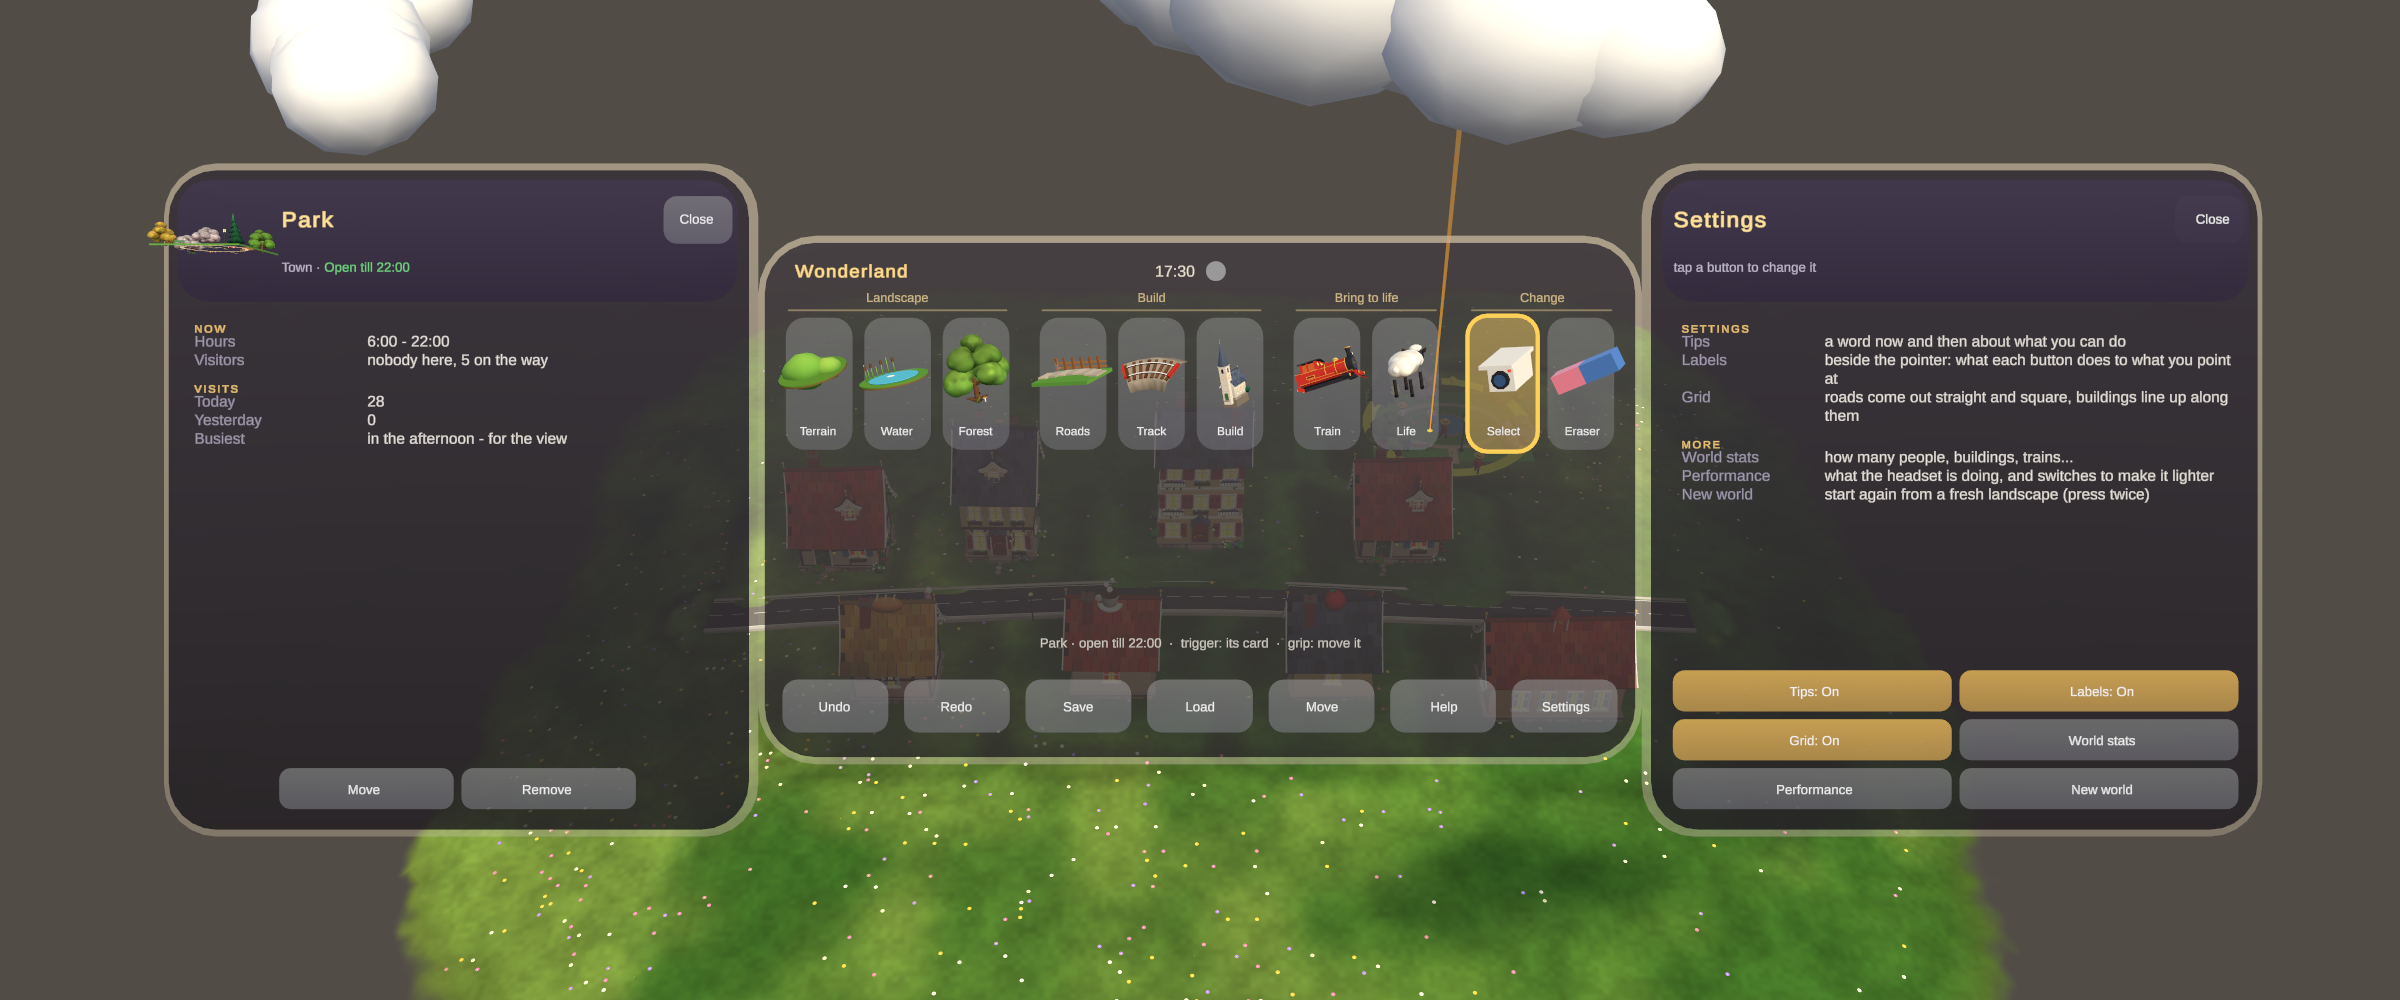 Park
Close
Town · Open till 22:00
NOW
Hours 6:00 - 22:00
Visitors nobody here, 5 on the way
VISITS
Today 28
Yesterday 0
Busiest in the afternoon - for the view
Move Remove
Wonderland 17:30
Landscape Build Bring to life Change
Terrain Water Forest Roads Track Build Train Life Select Eraser
Park · open till 22:00 · trigger: its card · grip: move it
Undo Redo Save Load Move Help Settings
Settings
Close
tap a button to change it
SETTINGS
Tips a word now and then about what you can do
Labels beside the pointer: what each button does to what you point
at
Grid roads come out straight and square, buildings line up along
them
MORE
World stats how many people, buildings, trains...
Performance what the headset is doing, and switches to make it lighter
New world start again from a fresh landscape (press twice)
Tips: On Labels: On
Grid: On World stats
Performance New world